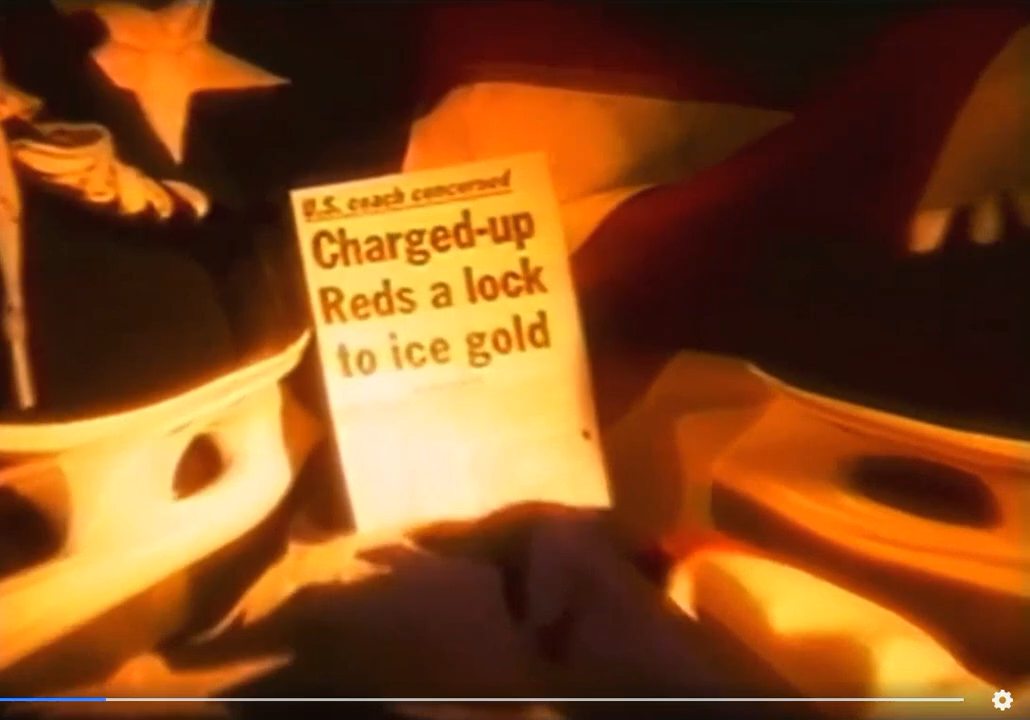 U.S. coach concerned
Charged-up
Reds a lock
to ice gold